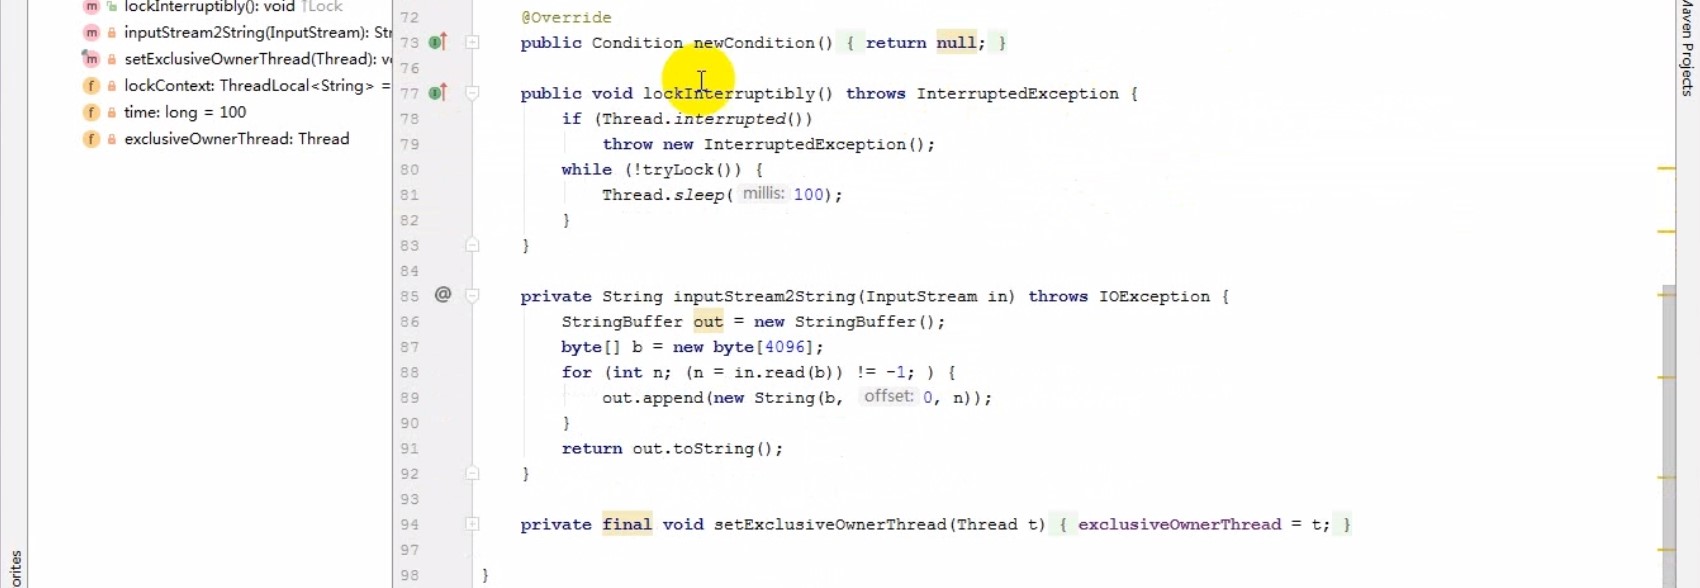 lockInterruptibly(): void ↑Lock
inputStream2String(InputStream): Str
setExclusiveOwnerThread(Thread): v
lockContext: ThreadLocal<String> =
time: long = 100
exclusiveOwnerThread: Thread
72 @Override
73 public Condition newCondition() { return null; }
76
77 public void lockInterruptibly() throws InterruptedException {
78 if (Thread.interrupted())
79 throw new InterruptedException();
80 while (!tryLock()) {
81 Thread.sleep( millis: 100);
82 }
83 }
84
85 @ private String inputStream2String(InputStream in) throws IOException {
86 StringBuffer out = new StringBuffer();
87 byte[] b = new byte[4096];
88 for (int n; (n = in.read(b)) != -1; ) {
89 out.append(new String(b, offset: 0, n));
90 }
91 return out.toString();
92 }
93
94 private final void setExclusiveOwnerThread(Thread t) { exclusiveOwnerThread = t; }
97
98 }
Maven Projects
orites